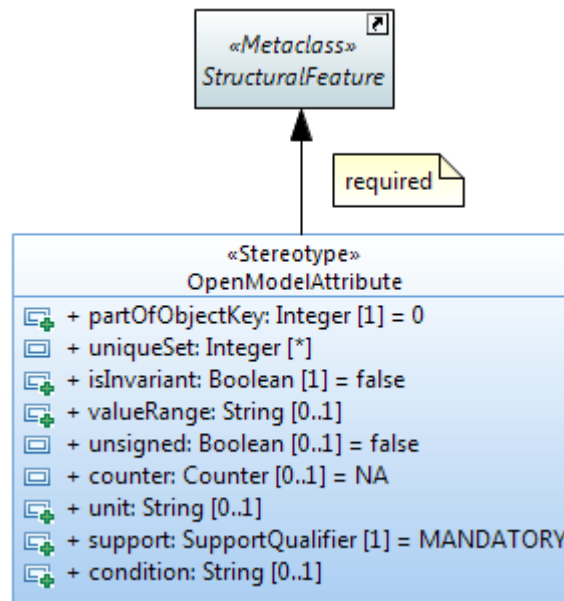 «Metaclass»
StructuralFeature
required
«Stereotype»
OpenModelAttribute
+ partOfObjectKey: Integer [1] = 0
+ uniqueSet: Integer [*]
+ isInvariant: Boolean [1] = false
+ valueRange: String [0..1]
+ unsigned: Boolean [0..1] = false
+ counter: Counter [0..1] = NA
+ unit: String [0..1]
+ support: SupportQualifier [1] = MANDATORY
+ condition: String [0..1]